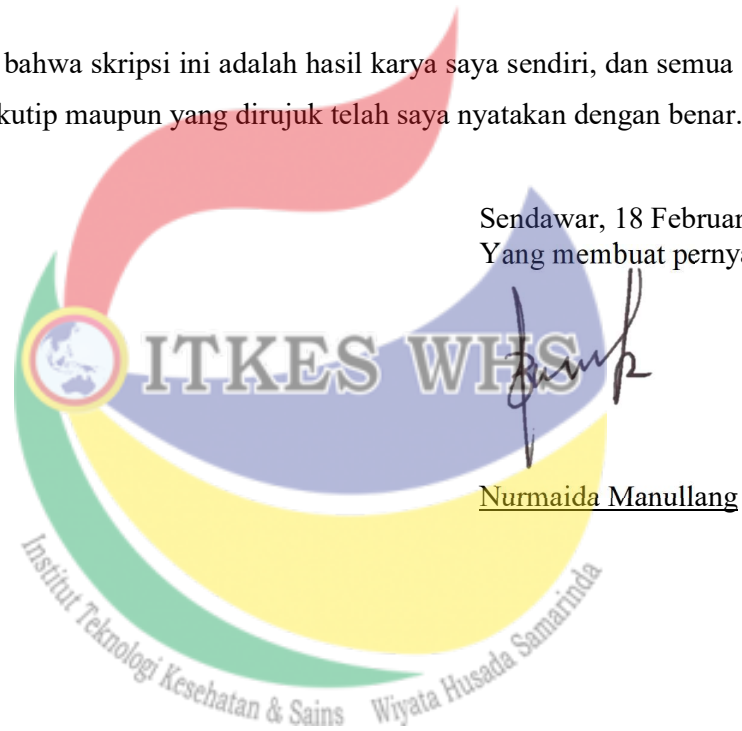 bahwa skripsi ini adalah hasil karya saya sendiri, dan semua
kutip maupun yang dirujuk telah saya nyatakan dengan benar.
Sendawar, 18 Februar
Yang membuat pernya
ITKES WHS
Nurmaida Manullang
Institut Teknologi Kesehatan & Sains Wiyata Husada Samarinda